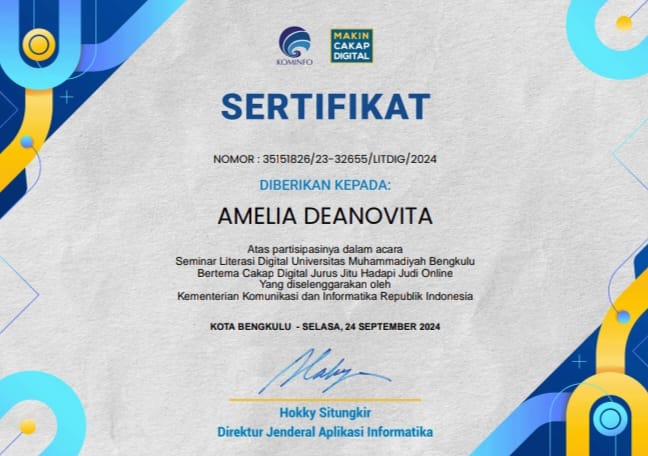 KOMINFO
MAKIN
CAKAP
DIGITAL
SERTIFIKAT
NOMOR : 35151826/23-32655/LITDIG/2024
DIBERIKAN KEPADA:
AMELIA DEANOVITA
Atas partisipasinya dalam acara
Seminar Literasi Digital Universitas Muhammadiyah Bengkulu
Bertema Cakap Digital Jurus Jitu Hadapi Judi Online
Yang diselenggarakan oleh
Kementerian Komunikasi dan Informatika Republik Indonesia
KOTA BENGKULU - SELASA, 24 SEPTEMBER 2024
Hokky Situngkir
Direktur Jenderal Aplikasi Informatika